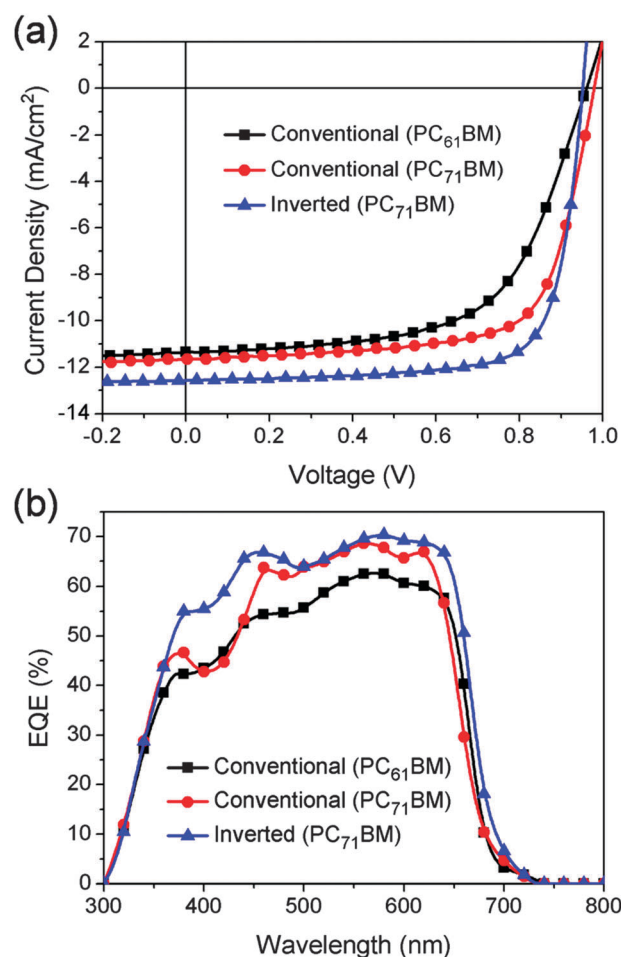 (a)
2
0
-2
-4
-6
-8
-10
-12
-14
Current Density (mA/cm²)
Conventional (PC₆₁BM)
Conventional (PC₇₁BM)
Inverted (PC₇₁BM)
-0.2 0.0 0.2 0.4 0.6 0.8 1.0
Voltage (V)
(b)
70
60
50
40
30
20
10
0
EQE (%)
Conventional (PC₆₁BM)
Conventional (PC₇₁BM)
Inverted (PC₇₁BM)
300 400 500 600 700 800
Wavelength (nm)